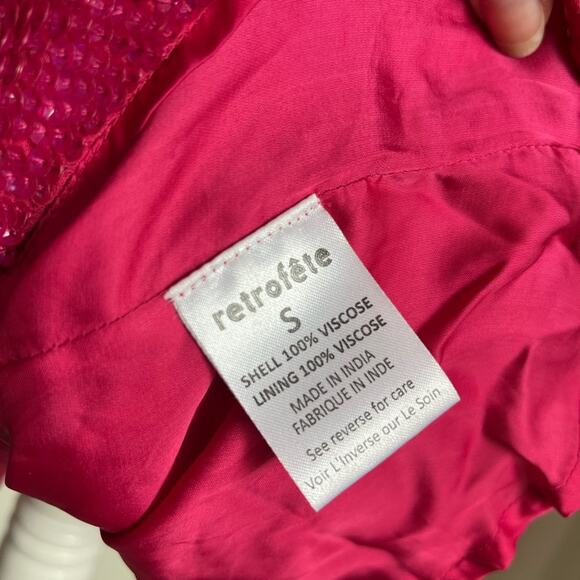 retrofête
S
SHELL 100% VISCOSE
LINING 100% VISCOSE
MADE IN INDIA
FABRIQUE IN INDE
See reverse for care
Voir L'Inverse our Le Soin